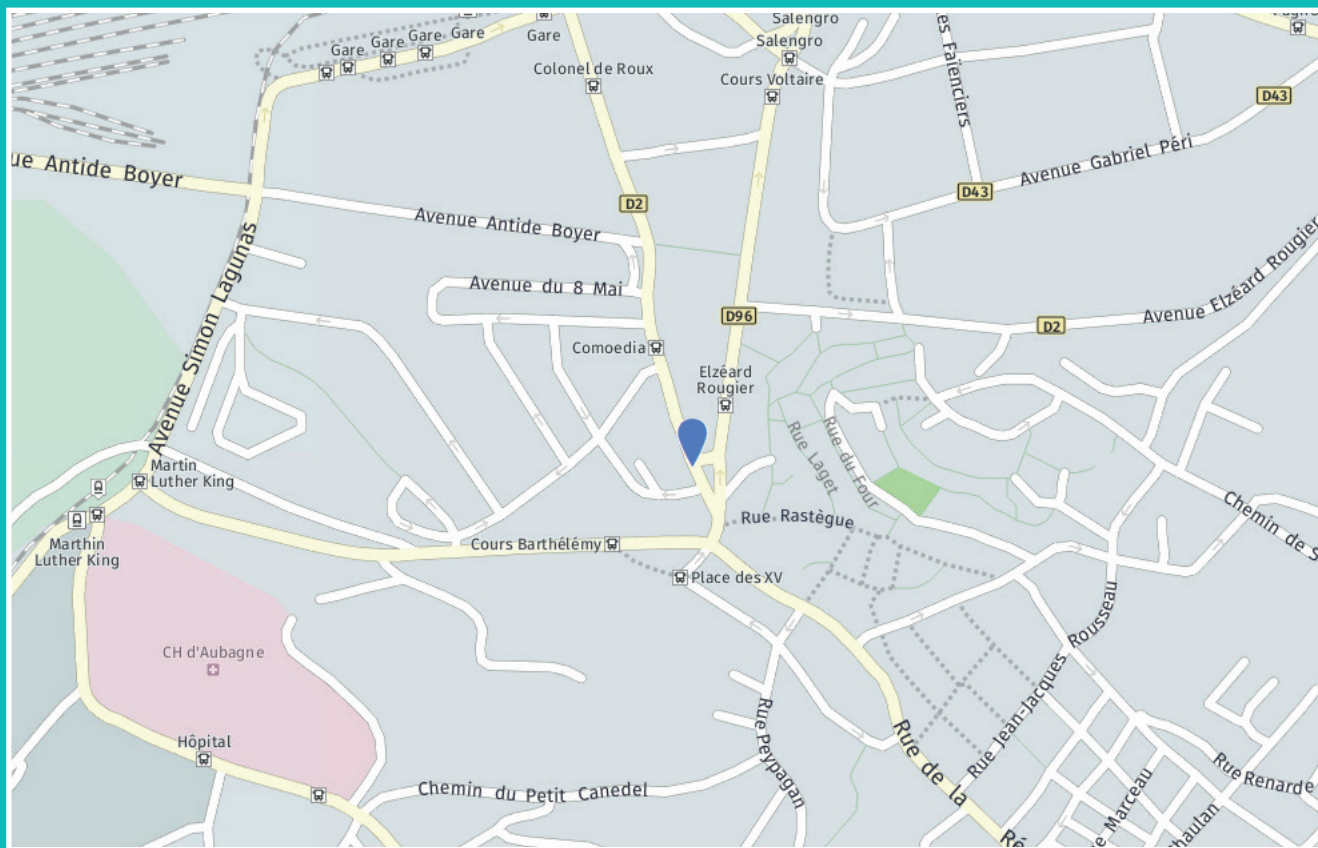 Salengro
Gare
Gare
Gare
Gare
Gare
Salengro
Colonel de Roux
Cours Voltaire
es Faïenciers
D43
ue Antide Boyer
Avenue Gabriel Péri
D43
D2
Avenue Antide Boyer
Avenue Simon Lagunas
Avenue du 8 Mai
Avenue Elzéard Rougier
D96
D2
Comoedia
Elzéard
Rougier
Rue Laget
Rue du Four
Martin
Luther King
Chemin de S
Rue Rastègue
Marthin
Luther King
Cours Barthélémy
Place des XV
Rue Jean-Jacques Rousseau
CH d'Aubagne
Rue Peypagan
Hôpital
Rue de la
Rè
Chemin du Petit Canedel
Rue Renarde
Rue Marceau
haulan